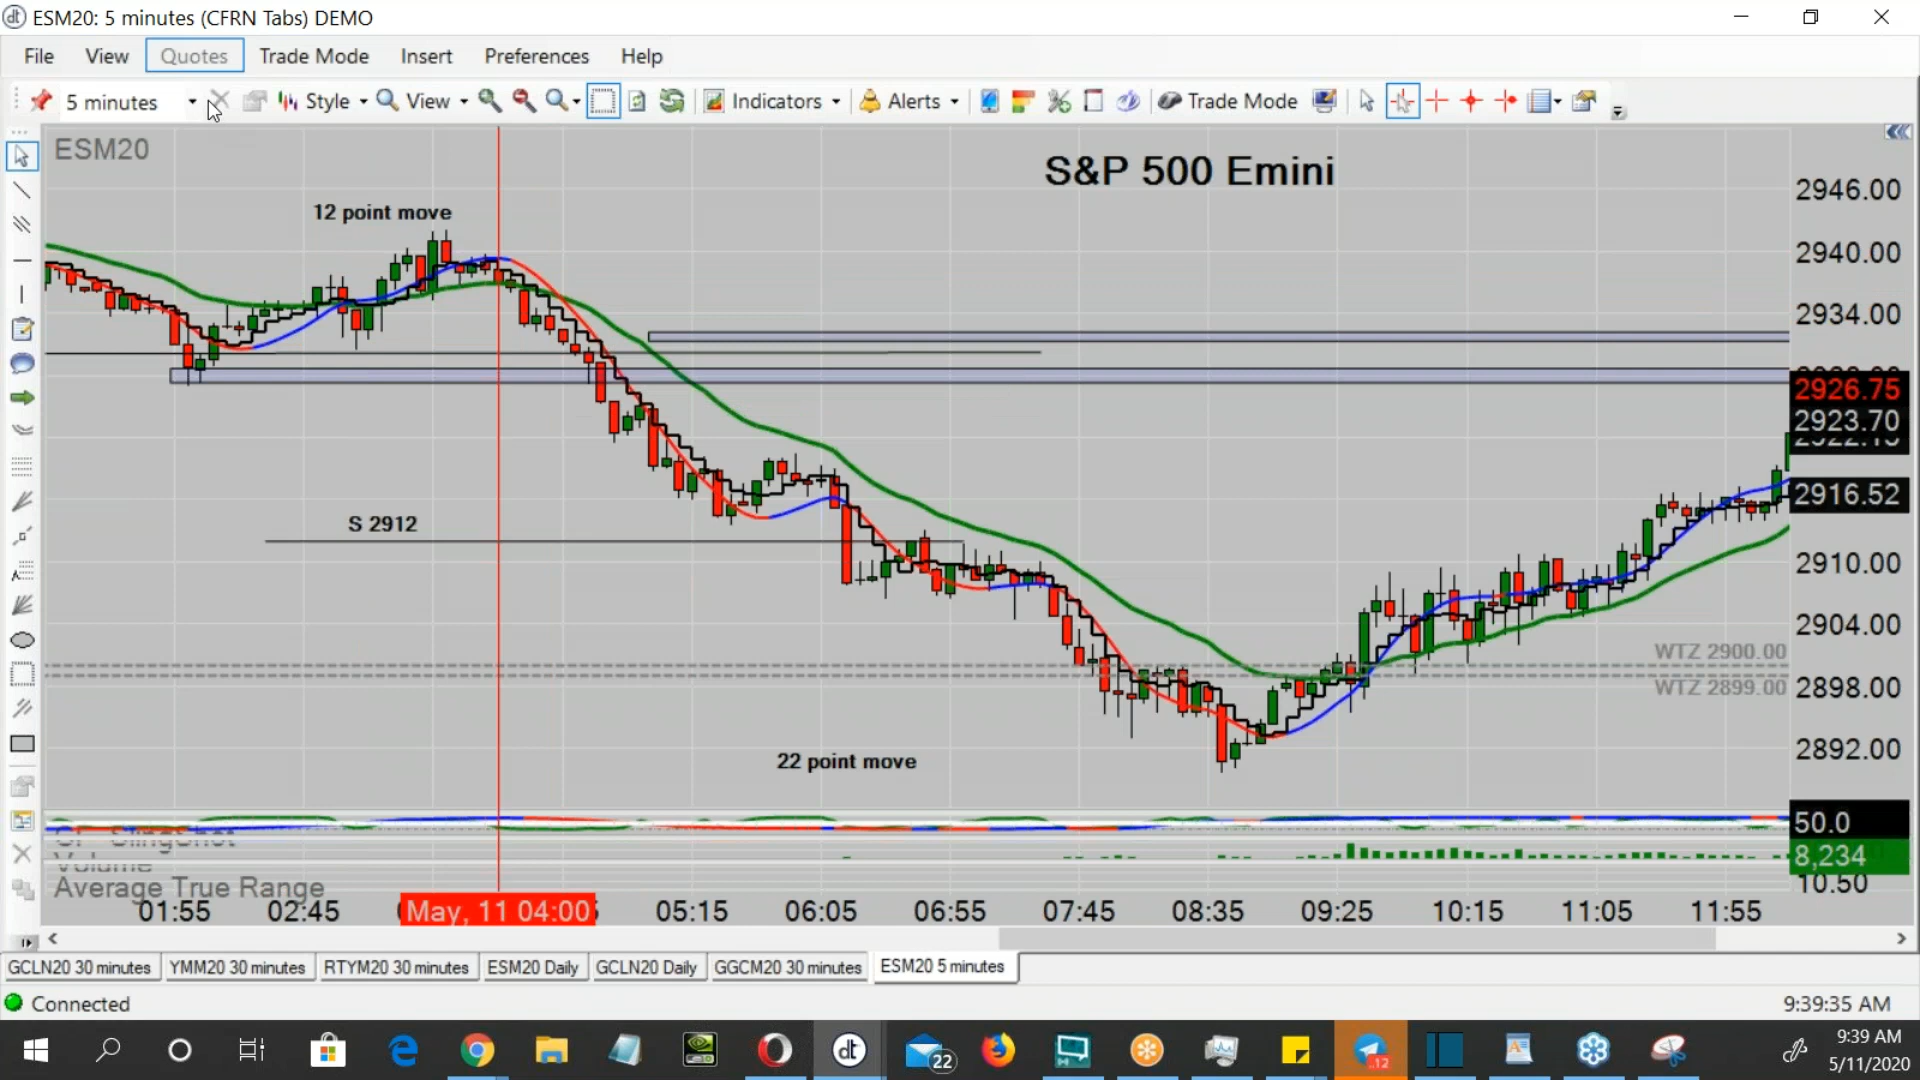 ESM20: 5 minutes (CFRN Tabs) DEMO
File View Quotes Trade Mode Insert Preferences Help
5 minutes Style View Indicators Alerts Trade Mode
ESM20
S&P 500 Emini
12 point move
S 2912
22 point move
2946.00
2940.00
2934.00
2926.75
2923.70
2916.52
2910.00
2904.00
WTZ 2900.00
WTZ 2899.00
2898.00
2892.00
50.0
8,234
10.50
Volume
Average True Range
01:55 02:45 May, 11 04:00 05:15 06:05 06:55 07:45 08:35 09:25 10:15 11:05 11:55
GCLN20 30 minutes YMM20 30 minutes RTYM20 30 minutes ESM20 Daily GCLN20 Daily GGCM20 30 minutes ESM20 5 minutes
Connected 9:39:35 AM
dt 22 12 9:39 AM
5/11/2020